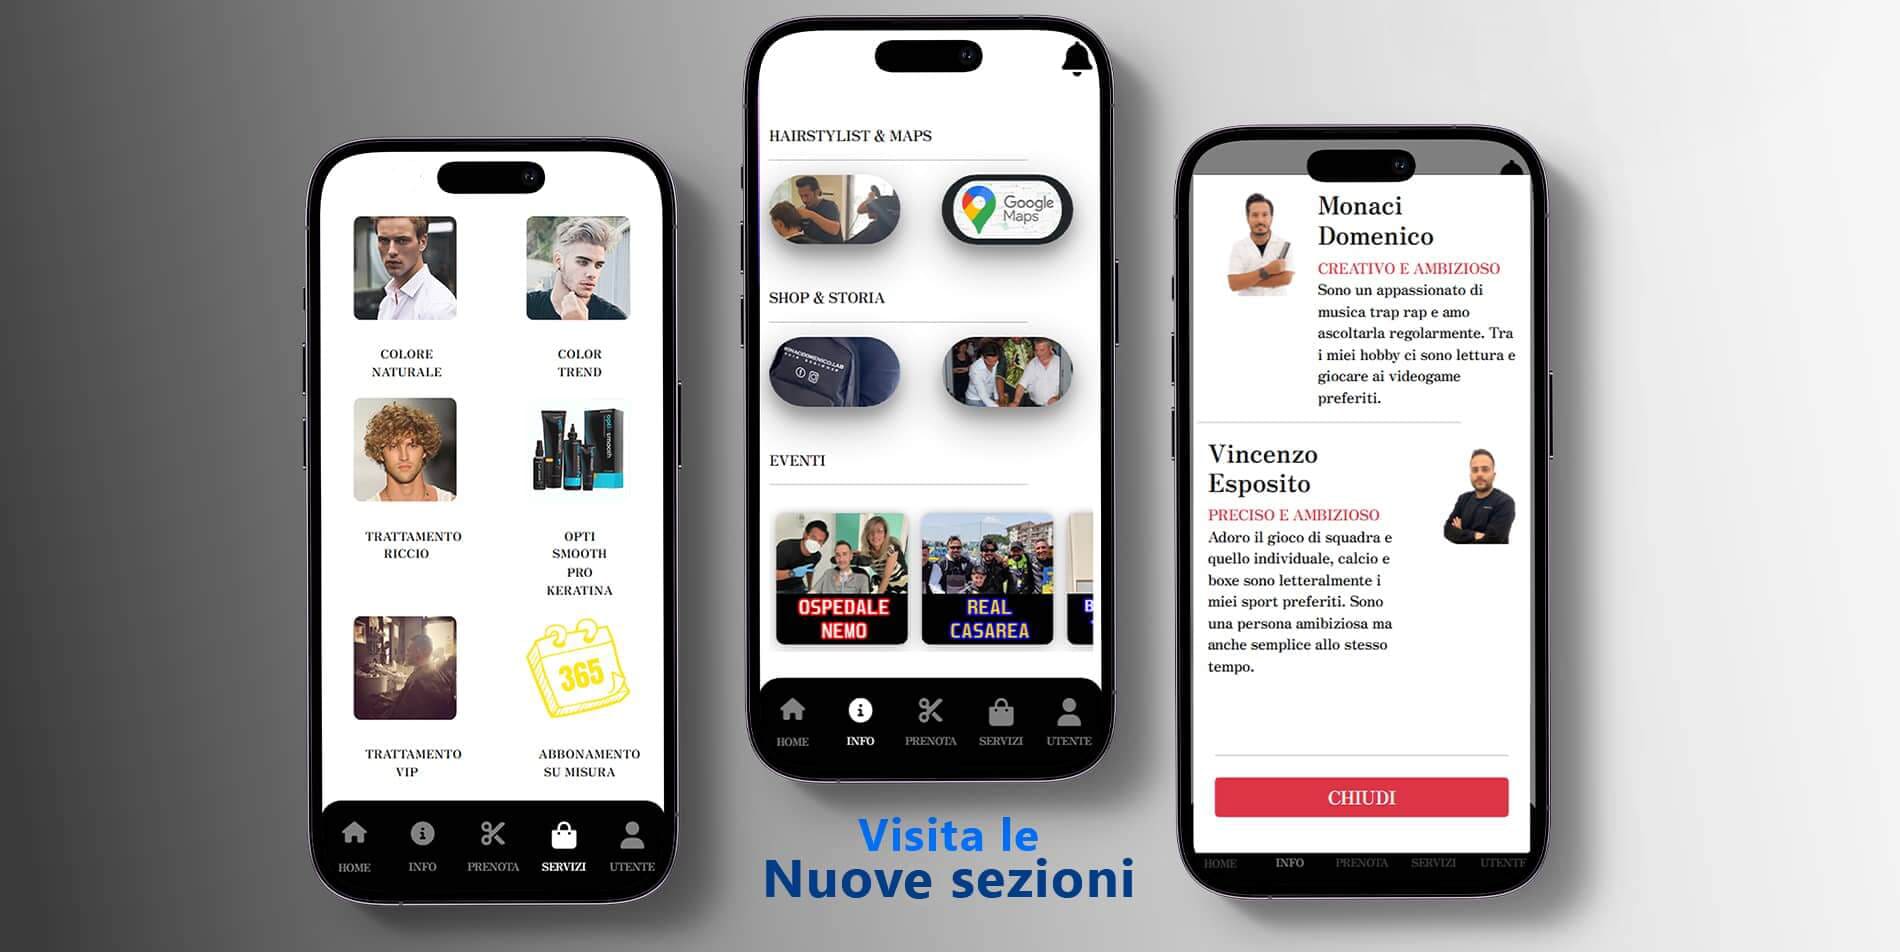 COLORE
NATURALE
COLOR
TREND
TRATTAMENTO
RICCIO
OPTI
SMOOTH
PRO
KERATINA
365
TRATTAMENTO
VIP
ABBONAMENTO
SU MISURA
HOME
INFO
PRENOTA
SERVIZI
UTENTE
HAIRSTYLIST & MAPS
Google
Maps
SHOP & STORIA
EVENTI
OSPEDALE
NEMO
REAL
CASAREA
B
HOME
INFO
PRENOTA
SERVIZI
UTENTE
Monaci
Domenico
CREATIVO E AMBIZIOSO
Sono un appassionato di
musica trap rap e amo
ascoltarla regolarmente. Tra
i miei hobby ci sono lettura e
giocare ai videogame
preferiti.
Vincenzo
Esposito
PRECISO E AMBIZIOSO
Adoro il gioco di squadra e
quello individuale, calcio e
boxe sono letteralmente i
miei sport preferiti. Sono
una persona amibiziosa ma
anche semplice allo stesso
tempo.
CHIUDI
HOME
INFO
PRENOTA
SERVIZI
UTENTE
Visita le
Nuove sezioni